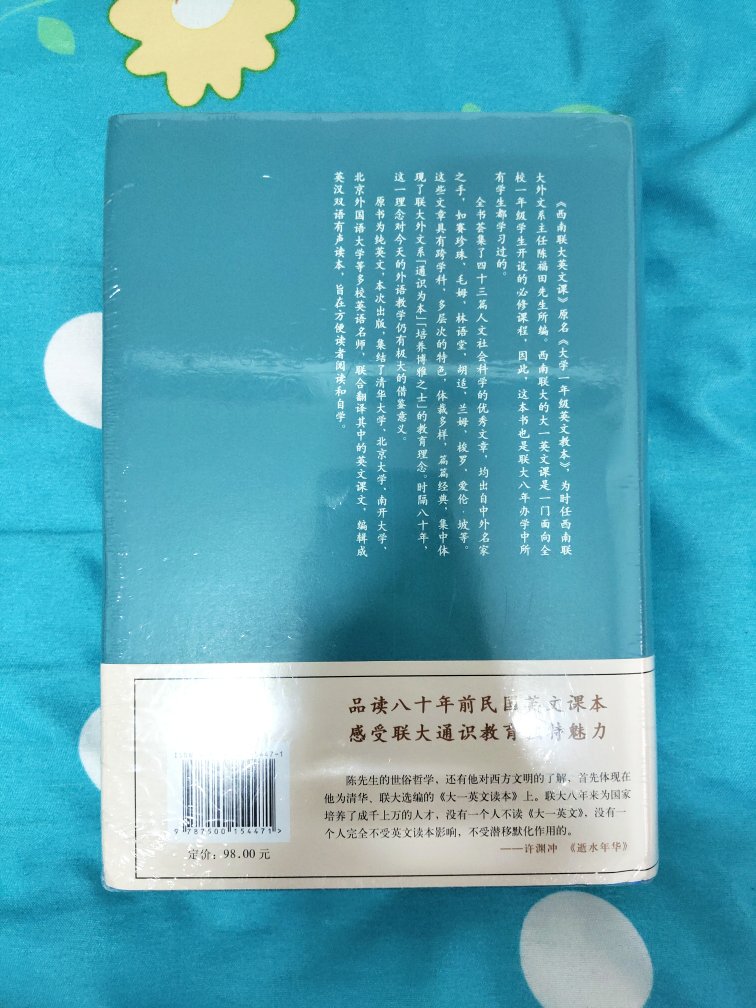 《西南联大英文课》原名《大学一年级英文教本》，为时任西南联
大外文系主任陈福田先生所编。西南联大的大一英文课是一门面向全
校一年级学生开设的必修课程，因此，这本书也是联大八年办学中所
有学生都学习过的。
全书荟集了四十三篇人文社会科学的优秀文章，均出自中外名家
之手，如赛珍珠、毛姆、林语堂、胡适、兰姆、梭罗、爱伦·坡等。
这些文章具有跨学科、多层次的特色，体裁多样，篇篇经典，集中体
现了联大外文系「通识为本」「培养博雅之士」的教育理念。时隔八十年，
这一理念对今天的外语教学仍有极大的借鉴意义。
原书为纯英文，本次出版，集结了清华大学、北京大学、南开大学、
北京外国语大学等多校英语名师，联合翻译其中的英文课文，编辑成
英汉双语有声读本，旨在方便读者阅读和自学。
品读八十年前民国英文课本
感受联大通识教育独特魅力
陈先生的世俗哲学，还有他对西方文明的了解，首先体现在
他为清华、联大选编的《大一英文读本》上。联大八年来为国家
培养了成千上万的人才，没有一个人不读《大一英文》，没有一
个人完全不受英文读本影响，不受潜移默化作用的。
——许渊冲 《逝水年华》
9 787500 154471 >
定价：98.00 元